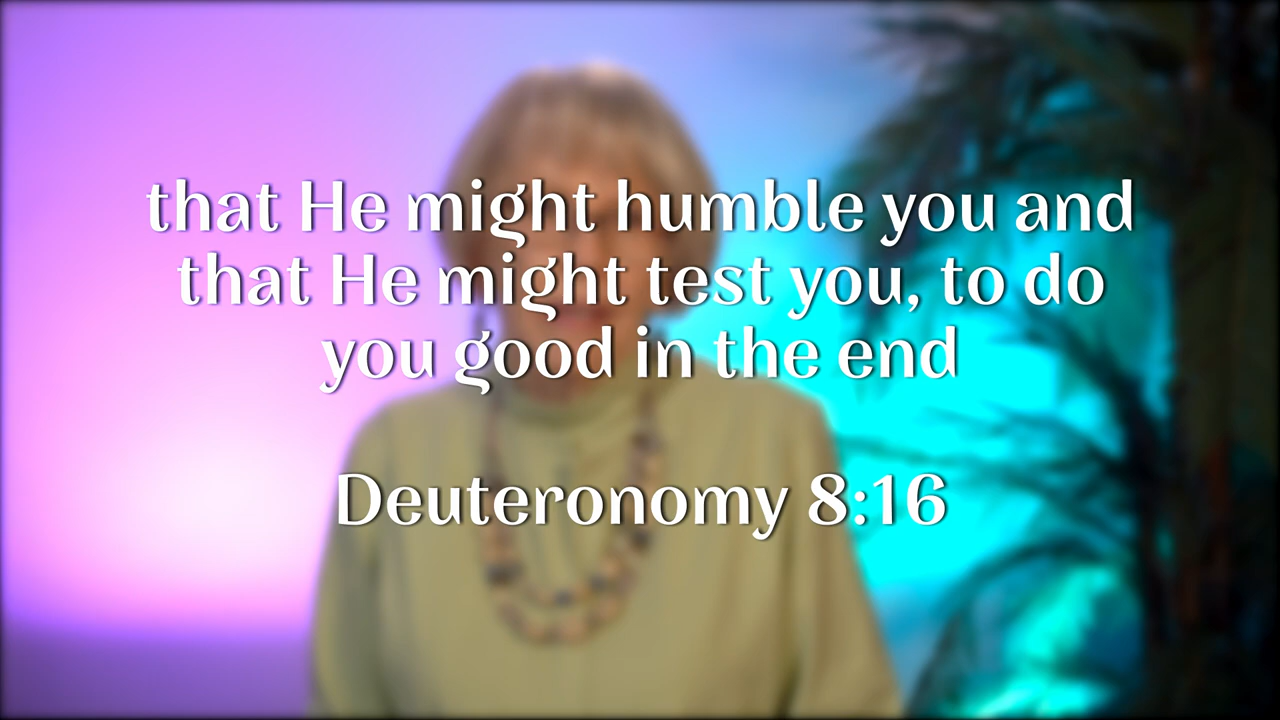 that He might humble you and
that He might test you, to do
you good in the end
Deuteronomy 8:16